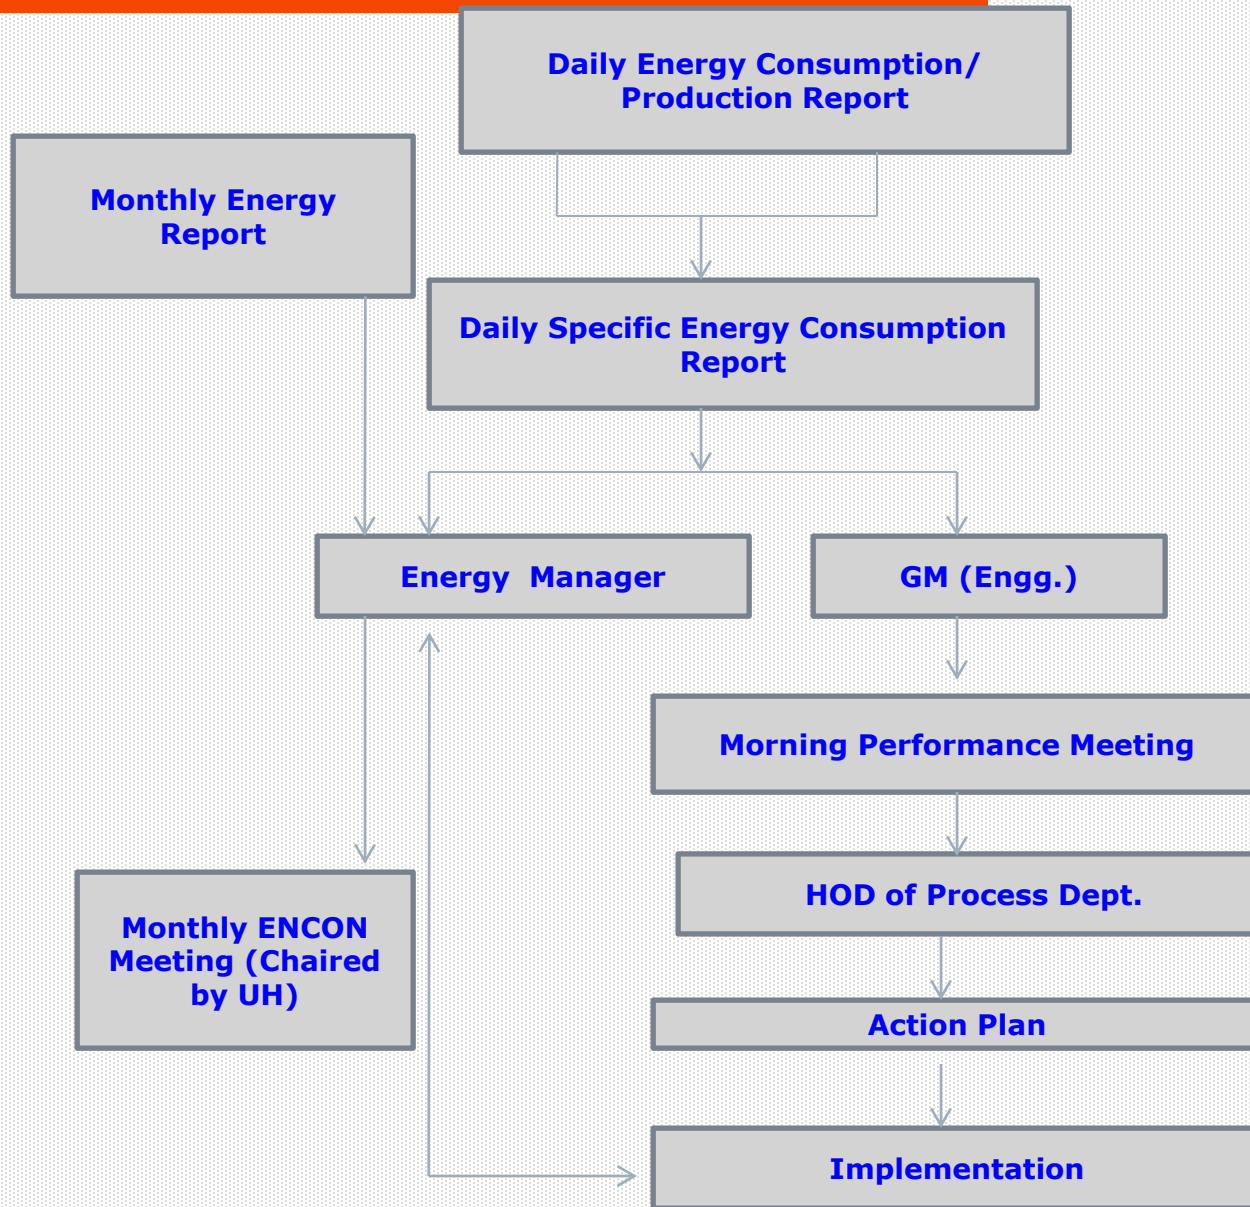 Daily Energy Consumption/
Production Report
Monthly Energy
Report
Daily Specific Energy Consumption
Report
Energy  Manager
GM (Engg.)
Morning Performance Meeting
HOD of Process Dept.
Monthly ENCON
Meeting (Chaired
by UH)
Action Plan
Implementation